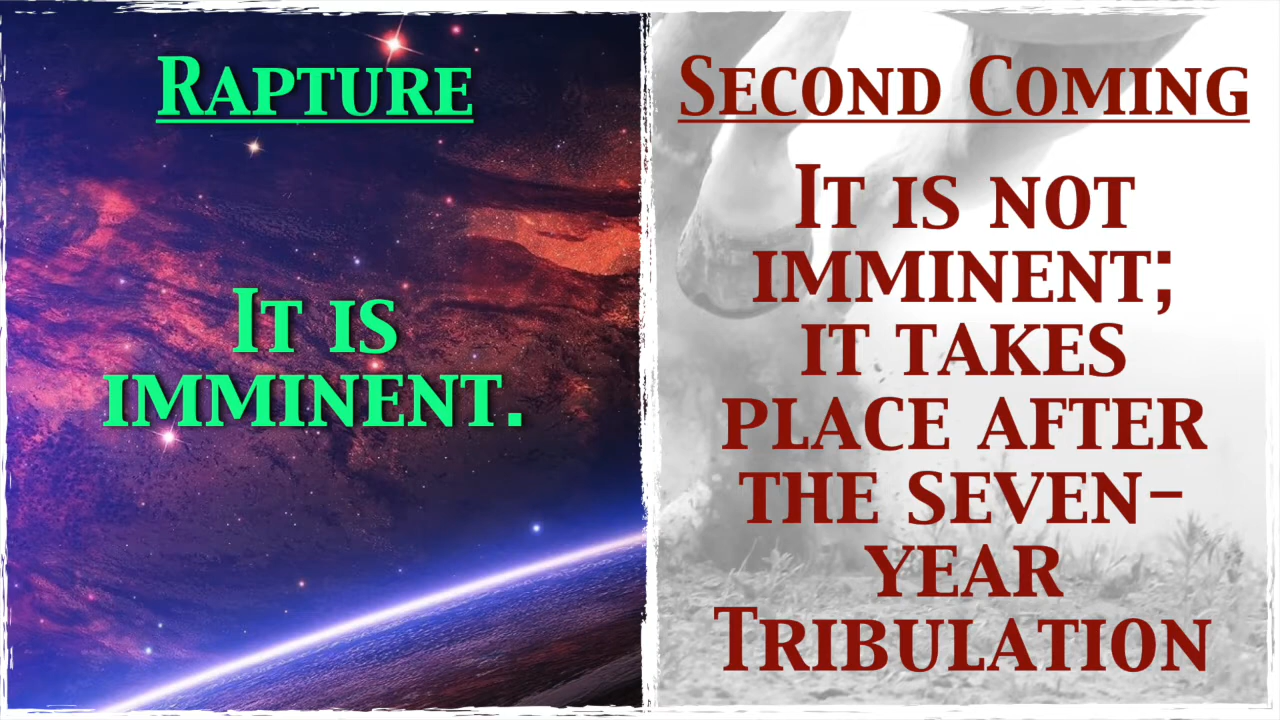 Rapture
It is
imminent.
Second Coming
It is not
imminent;
it takes
place after
the seven-
year
Tribulation